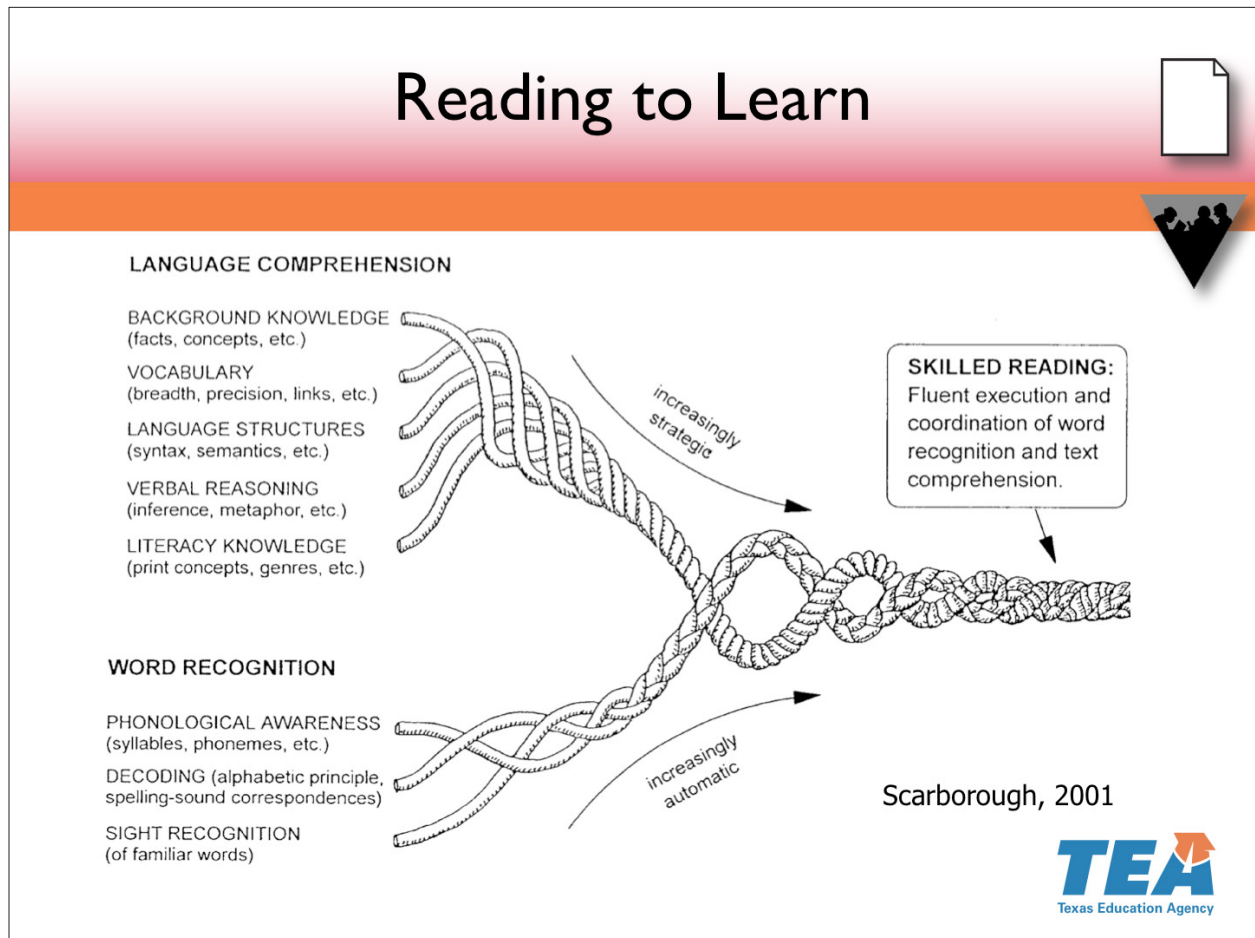 Reading to Learn
LANGUAGE COMPREHENSION
BACKGROUND KNOWLEDGE
(facts, concepts, etc.)
VOCABULARY
(breadth, precision, links, etc.)
LANGUAGE STRUCTURES
(syntax, semantics, etc.)
VERBAL REASONING
(inference, metaphor, etc.)
LITERACY KNOWLEDGE
(print concepts, genres, etc.)
increasingly
strategic
SKILLED READING:
Fluent execution and
coordination of word
recognition and text
comprehension.
WORD RECOGNITION
PHONOLOGICAL AWARENESS
(syllables, phonemes, etc.)
DECODING (alphabetic principle,
spelling-sound correspondences)
SIGHT RECOGNITION
(of familiar words)
increasingly
automatic
Scarborough, 2001
TEA
Texas Education Agency